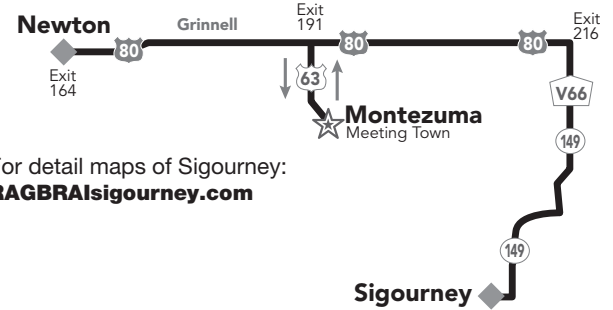 Newton
80
Grinnell
Exit
191
80
80
Exit
216
Exit
164
63
V66
Montezuma
Meeting Town
149
or detail maps of Sigourney:
RAGBRAIsigourney.com
149
Sigourney